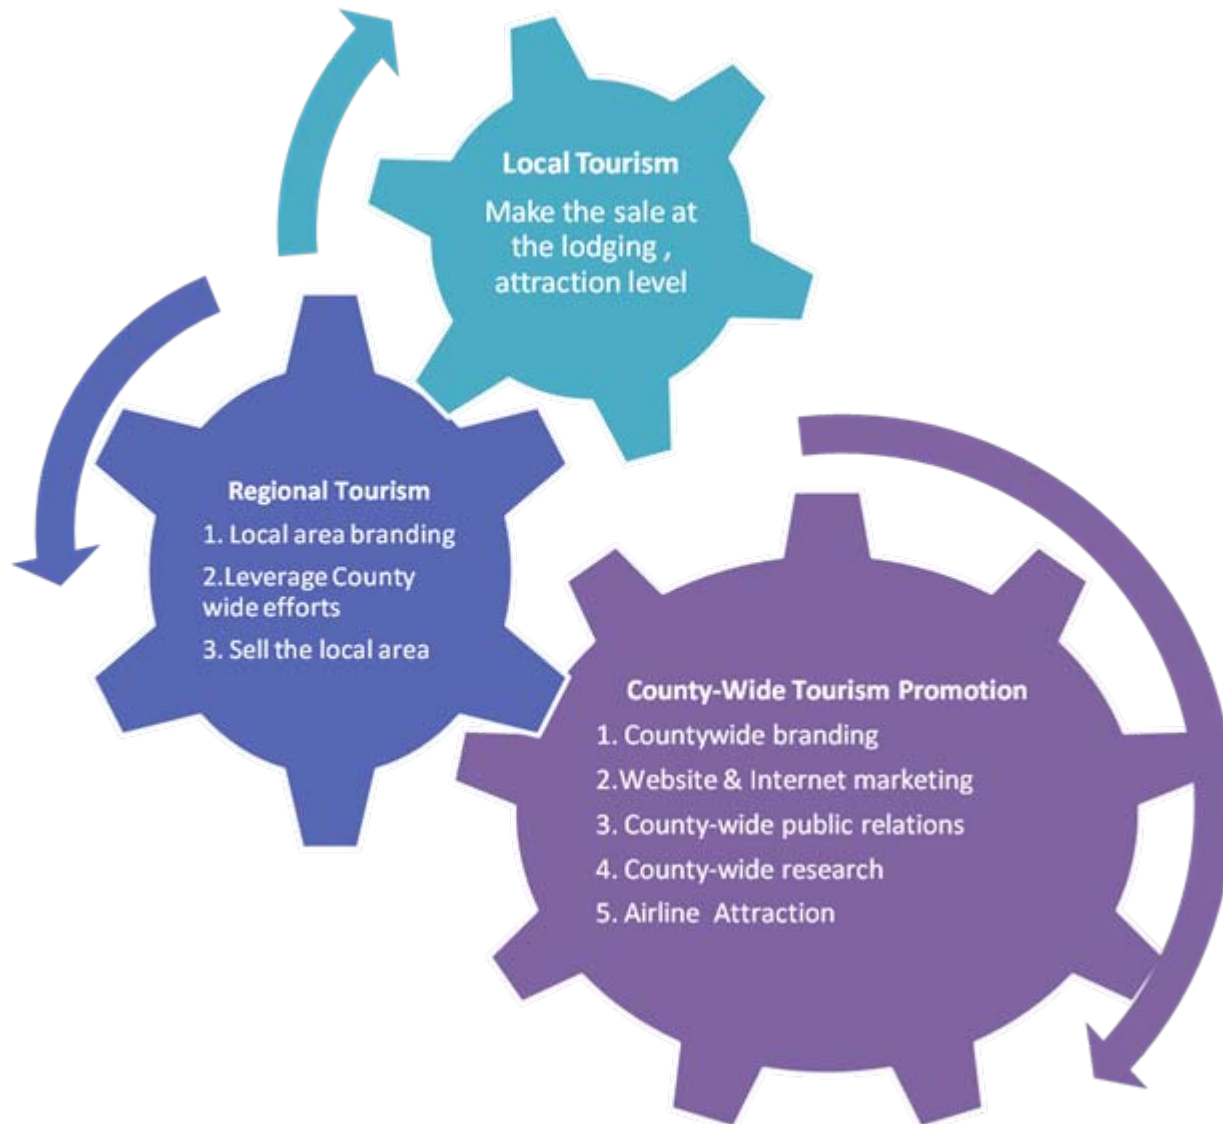 Local Tourism
Make the sale at
the lodging ,
attraction level
Regional Tourism
1. Local area branding
2.Leverage County
wide efforts
3. Sell the local area
County-Wide Tourism Promotion
1. Countywide branding
2.Website & Internet marketing
3. County-wide public relations
4. County-wide research
5. Airline Attraction